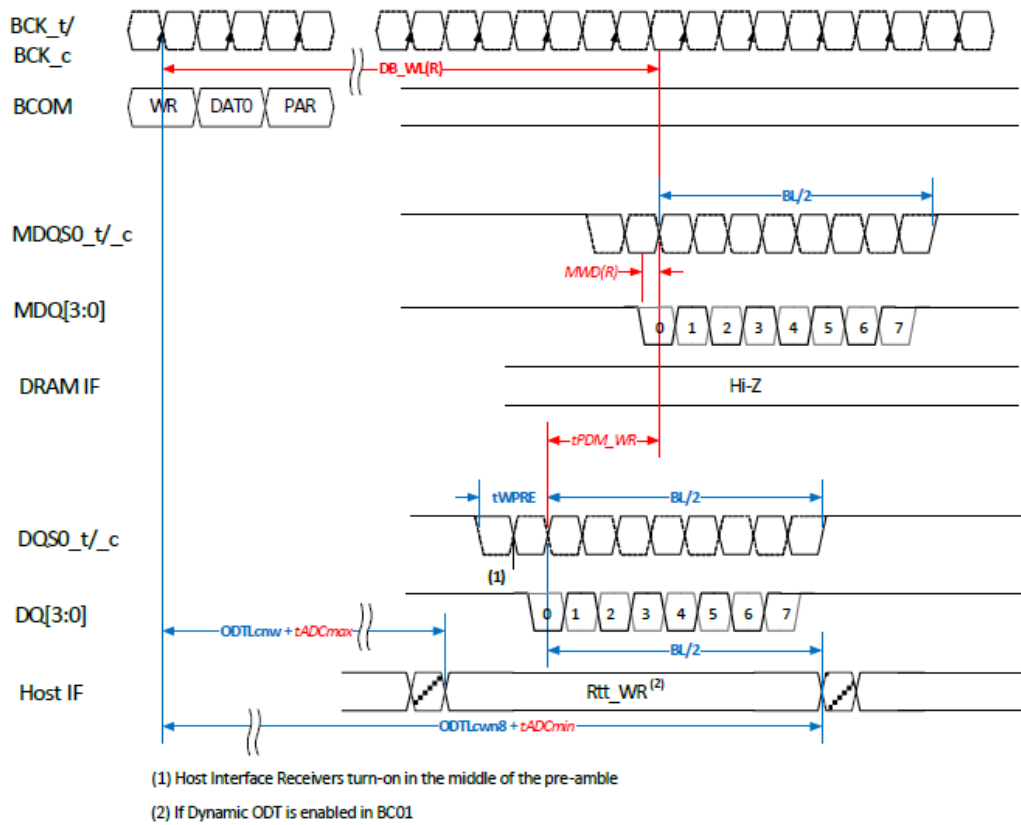 BCK_t/
BCK_c
DB_WL(R)
BCOM
WR DAT0 PAR
BL/2
MDQS0_t/_c
MWD(R)
MDQ[3:0]
0 1 2 3 4 5 6 7
DRAM IF
Hi-Z
tPDM_WR
tWPRE BL/2
DQS0_t/_c
(1)
DQ[3:0]
0 1 2 3 4 5 6 7
ODTLcnw + tADCmax
BL/2
Host IF
Rtt_WR(2)
ODTLcwn8 + tADCmin
(1) Host Interface Receivers turn-on in the middle of the pre-amble
(2) If Dynamic ODT is enabled in BC01